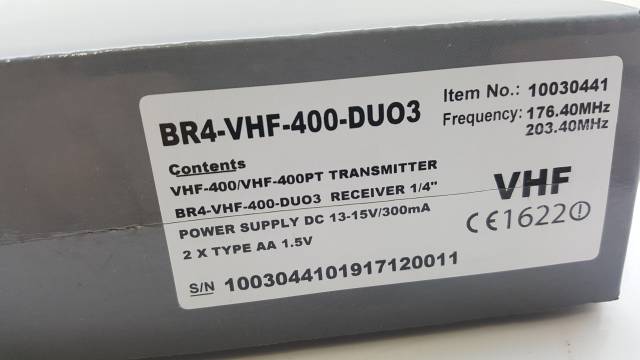 BR4-VHF-400-DUO3
Item No.: 10030441
Frequency: 176.40MHz
203.40MHz
Contents
VHF-400/VHF-400PT TRANSMITTER
BR4-VHF-400-DUO3 RECEIVER 1/4"
POWER SUPPLY DC 13-15V/300mA
2 X TYPE AA 1.5V
VHF
CE1622
S/N 1003044101917120011